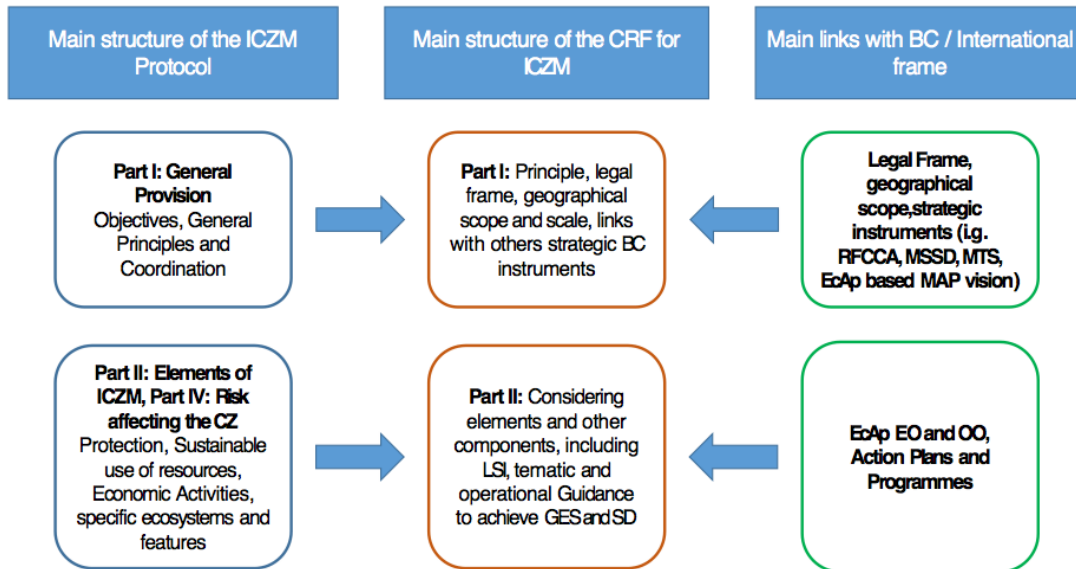 Main structure of the ICZM
Protocol
Main structure of the CRF for
ICZM
Main links with BC / International
frame
Part I: General
Provision
Objectives, General
Principles and
Coordination
Part I: Principle, legal
frame, geographical
scope and scale, links
with others strategic BC
instruments
Legal Frame,
geographical
scope,strategic
instruments (i.g.
RFCCA, MSSD, MTS,
EcAp based MAP vision)
Part II: Elements of
ICZM, Part IV: Risk
affecting the CZ
Protection, Sustainable
use of resources,
Economic Activities,
specific ecosystems and
features
Part II: Considering
elements and other
components, including
LSI, tematic and
operational Guidance
to achieve GES and SD
EcAp EO and OO,
Action Plans and
Programmes